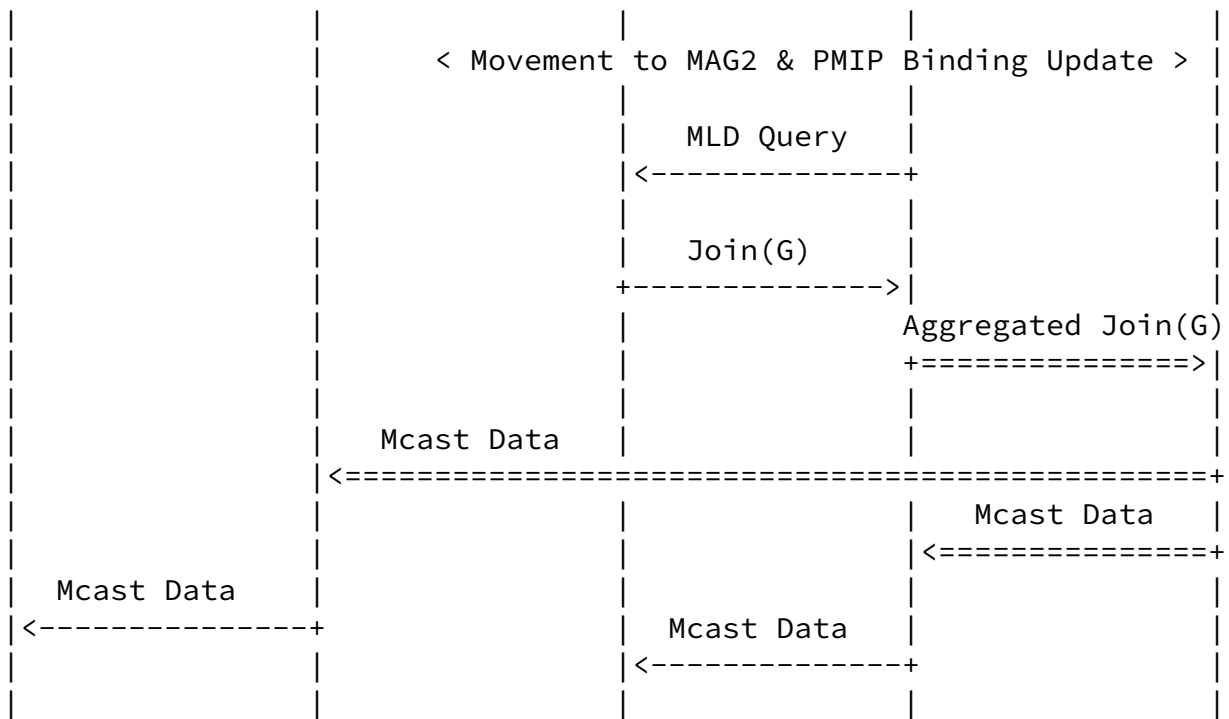 < Movement to MAG2 & PMIP Binding Update >
MLD Query
Join(G)
Aggregated Join(G)
Mcast Data
Mcast Data
Mcast Data
Mcast Data